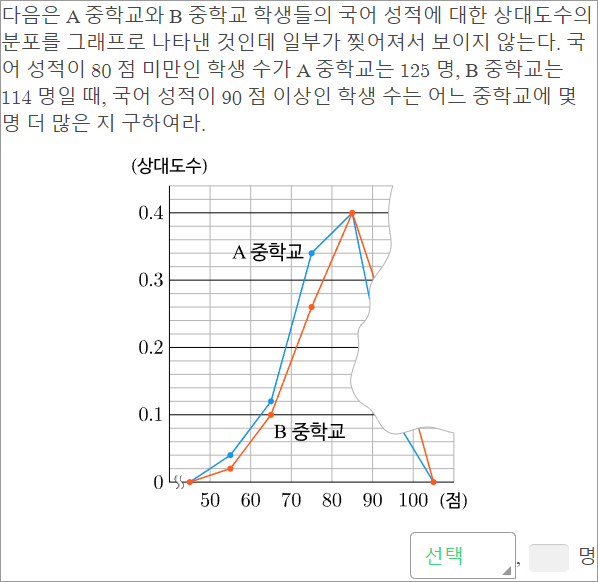 다음은 A 중학교와 B 중학교 학생들의 국어 성적에 대한 상대도수의
분포를 그래프로 나타낸 것인데 일부가 찢어져서 보이지 않는다. 국
어 성적이 80 점 미만인 학생 수가 A 중학교는 125 명, B 중학교는
114 명일 때, 국어 성적이 90 점 이상인 학생 수는 어느 중학교에 몇
명 더 많은 지 구하여라.
(상대도수)
0.4
A 중학교
0.3
0.2
0.1
B 중학교
0
50 60 70 80 90 100 (점)
선택 , 명